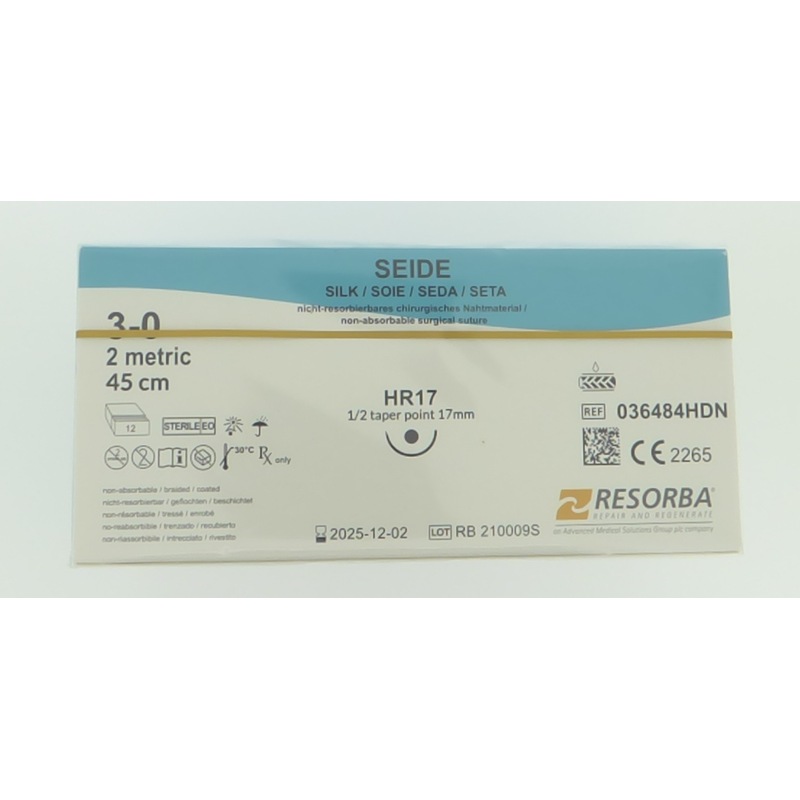 SEIDE
SILK / SOIE / SEDA / SETA
nicht-resorbierbares chirurgisches Nahtmaterial /
non-absorbable surgical suture
3-0
2 metric
45 cm
HR17
1/2 taper point 17mm
12
STERILE EO
30°C Rx only
REF 036484HDN
CE 2265
non-absorbable / braided / coated
nicht-resorbierbar / geflochten / beschichtet
non-résorbable / tressé / enrobé
no-reabsorbible / trenzado / recubierto
non-riassorbibile / intrecciato / rivestito
2025-12-02
LOT RB 210009S
RESORBA®
REPAIR AND REGENERATE
an Advanced Medical Solutions Group plc company